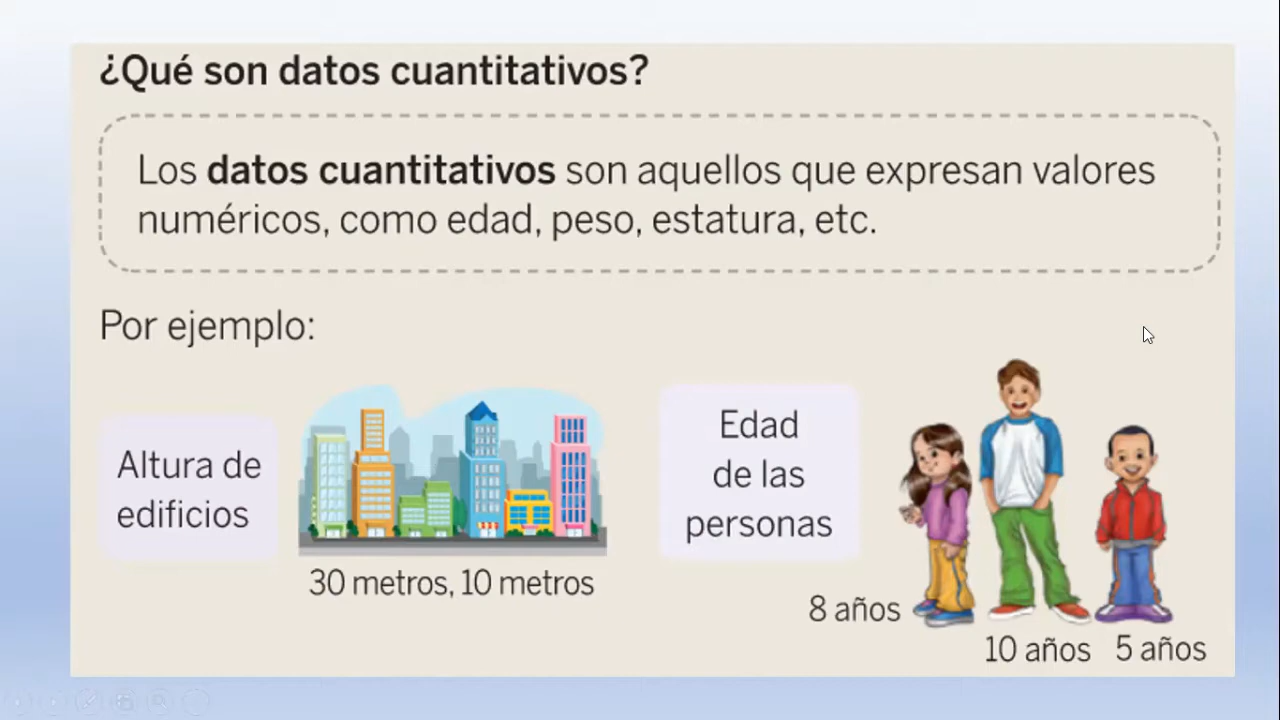 ¿Qué son datos cuantitativos?
Los datos cuantitativos son aquellos que expresan valores
numéricos, como edad, peso, estatura, etc.
Por ejemplo:
Altura de
edificios
30 metros, 10 metros
Edad
de las
personas
8 años
10 años
5 años